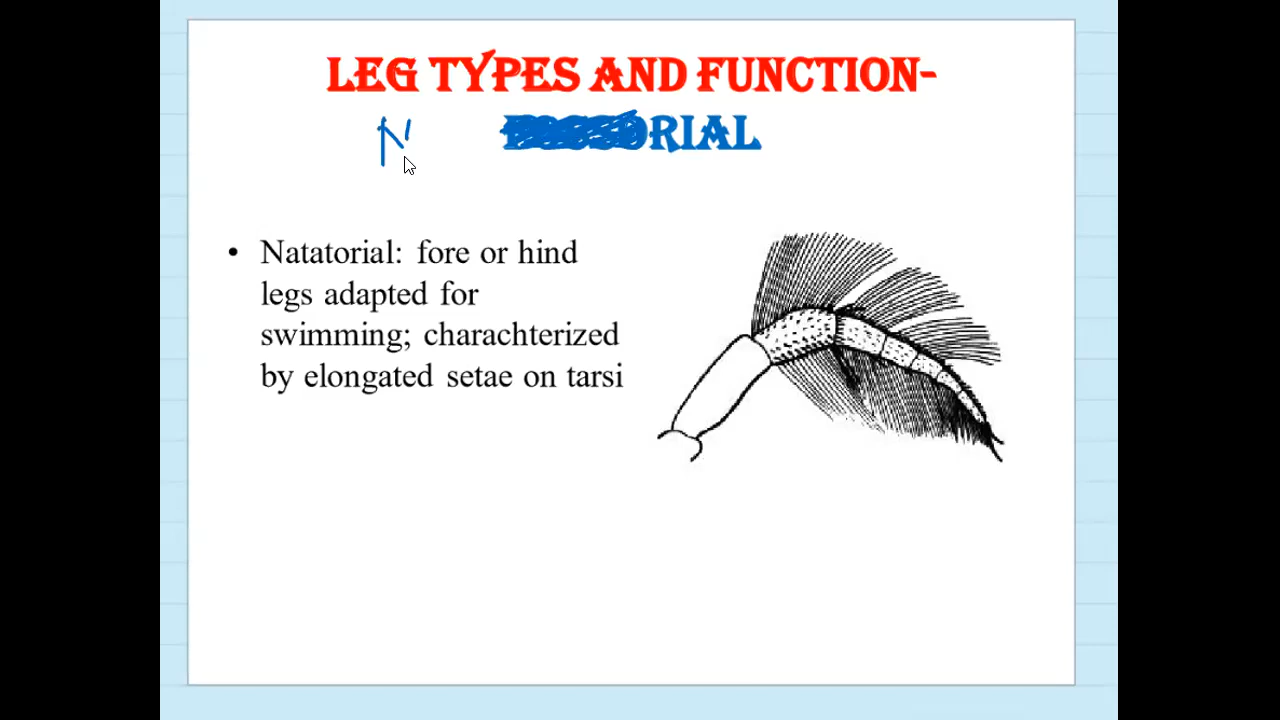 LEG TYPES AND FUNCTION-
N
RIAL
• Natatorial: fore or hind
legs adapted for
swimming; charachterized
by elongated setae on tarsi